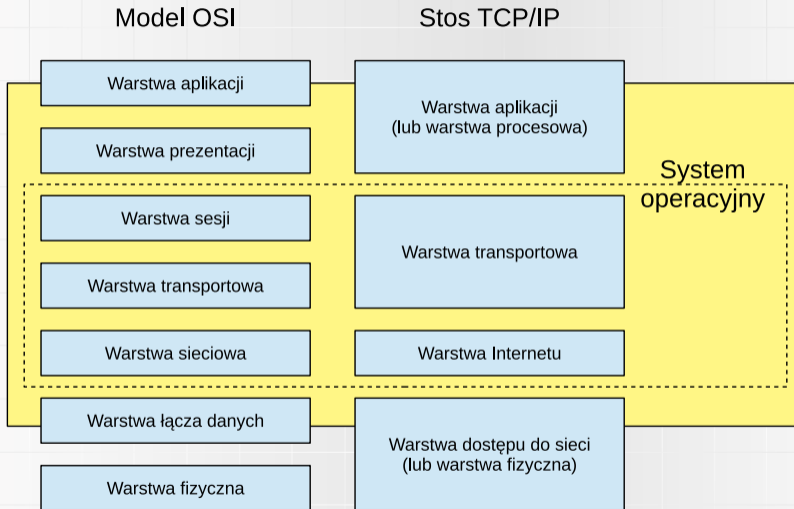 Model OSI
Stos TCP/IP
Warstwa aplikacji
Warstwa prezentacji
Warstwa sesji
Warstwa transportowa
Warstwa sieciowa
Warstwa łącza danych
Warstwa fizyczna
Warstwa aplikacji
(lub warstwa procesowa)
Warstwa transportowa
Warstwa Internetu
Warstwa dostępu do sieci
(lub warstwa fizyczna)
System
operacyjny